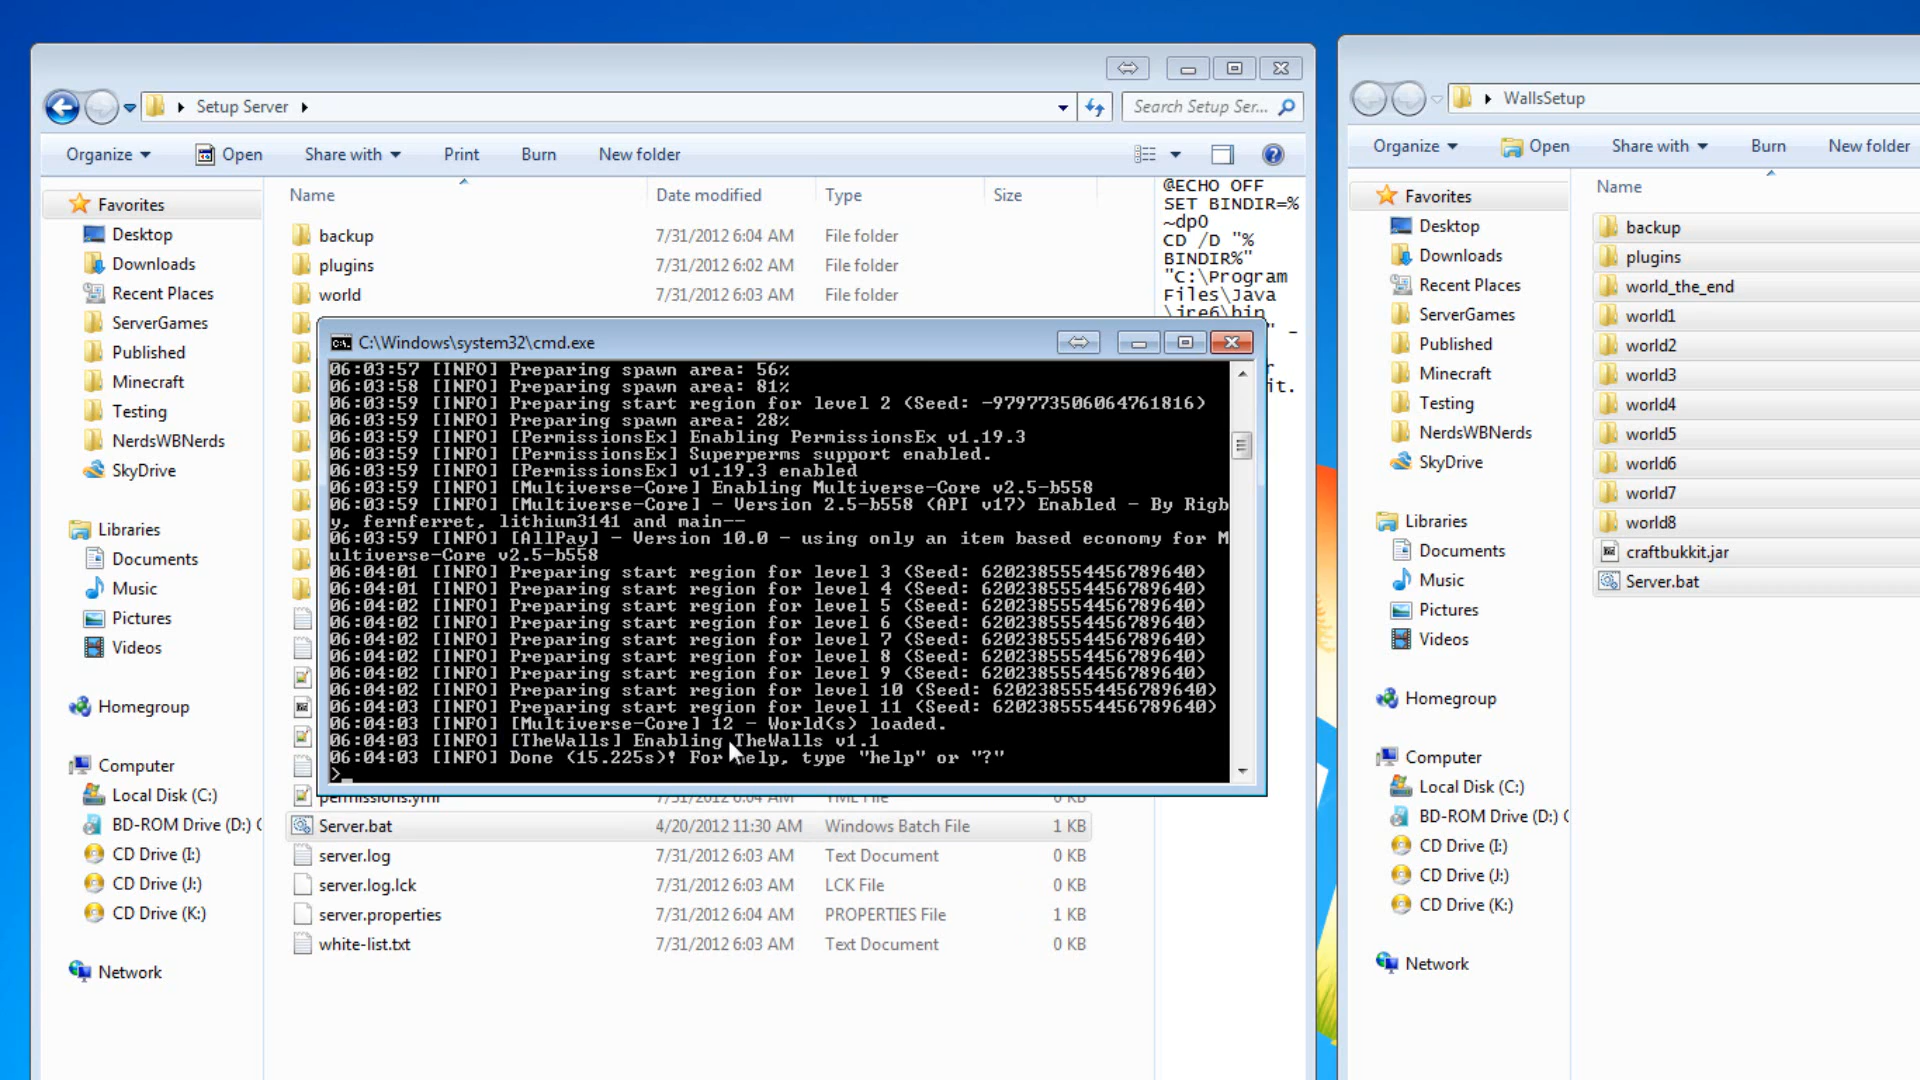 Setup Server
Search Setup Ser...
Organize
Open
Share with
Print
Burn
New folder
Favorites
Desktop
Downloads
Recent Places
ServerGames
Published
Minecraft
Testing
NerdsWBNerds
SkyDrive
Libraries
Documents
Music
Pictures
Videos
Homegroup
Computer
Local Disk (C:)
BD-ROM Drive (D:)
CD Drive (I:)
CD Drive (J:)
CD Drive (K:)
Network
Name Date modified Type Size
backup 7/31/2012 6:04 AM File folder
plugins 7/31/2012 6:02 AM File folder
world 7/31/2012 6:03 AM File folder
@ECHO OFF
SET BINDIR=%
~dp0
CD /D "%
BINDIR%"
"C:\Program
Files\Java
\jre6\bin
C:\Windows\system32\cmd.exe
06:03:57 [INFO] Preparing spawn area: 56%
06:03:58 [INFO] Preparing spawn area: 81%
06:03:59 [INFO] Preparing start region for level 2 (Seed: -979773506064761816)
06:03:59 [INFO] Preparing spawn area: 28%
06:03:59 [INFO] [PermissionsEx] Enabling PermissionsEx v1.19.3
06:03:59 [INFO] [PermissionsEx] Superperms support enabled.
06:03:59 [INFO] [PermissionsEx] v1.19.3 enabled
06:03:59 [INFO] [Multiverse-Core] Enabling Multiverse-Core v2.5-b558
06:03:59 [INFO] [Multiverse-Core] - Version 2.5-b558 (API v17) Enabled - By Rigb
y, fernferret, lithium3141 and main--
06:03:59 [INFO] [AllPay] - Version 10.0 - using only an item based economy for M
ultiverse-Core v2.5-b558
06:04:01 [INFO] Preparing start region for level 3 (Seed: 6202385554456789640)
06:04:01 [INFO] Preparing start region for level 4 (Seed: 6202385554456789640)
06:04:02 [INFO] Preparing start region for level 5 (Seed: 6202385554456789640)
06:04:02 [INFO] Preparing start region for level 6 (Seed: 6202385554456789640)
06:04:02 [INFO] Preparing start region for level 7 (Seed: 6202385554456789640)
06:04:02 [INFO] Preparing start region for level 8 (Seed: 6202385554456789640)
06:04:02 [INFO] Preparing start region for level 9 (Seed: 6202385554456789640)
06:04:02 [INFO] Preparing start region for level 10 (Seed: 6202385554456789640)
06:04:03 [INFO] Preparing start region for level 11 (Seed: 6202385554456789640)
06:04:03 [INFO] [Multiverse-Core] 12 - World(s) loaded.
06:04:03 [INFO] [TheWalls] Enabling TheWalls v1.1
06:04:03 [INFO] Done (15.225s)! For help, type "help" or "?"
>_
permissions.yml 7/31/2012 6:04 AM YML File 0 KB
Server.bat 4/20/2012 11:30 AM Windows Batch File 1 KB
server.log 7/31/2012 6:03 AM Text Document 0 KB
server.log.lck 7/31/2012 6:03 AM LCK File 0 KB
server.properties 7/31/2012 6:04 AM PROPERTIES File 1 KB
white-list.txt 7/31/2012 6:03 AM Text Document 0 KB
WallsSetup
Organize
Open
Share with
Burn
New folder
Favorites
Desktop
Downloads
Recent Places
ServerGames
Published
Minecraft
Testing
NerdsWBNerds
SkyDrive
Libraries
Documents
Music
Pictures
Videos
Homegroup
Computer
Local Disk (C:)
BD-ROM Drive (D:)
CD Drive (I:)
CD Drive (J:)
CD Drive (K:)
Network
Name
backup
plugins
world_the_end
world1
world2
world3
world4
world5
world6
world7
world8
craftbukkit.jar
Server.bat